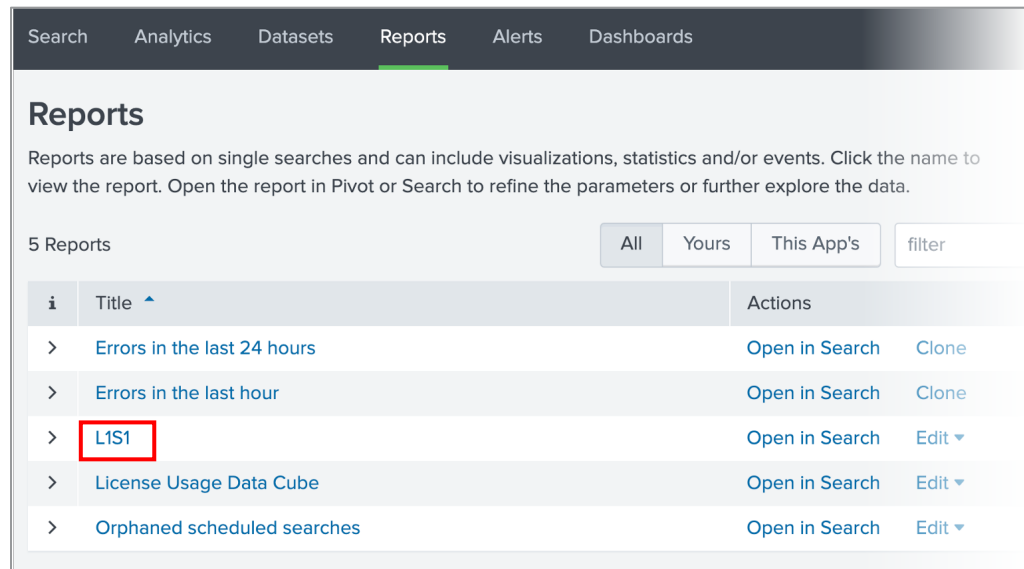 Search Analytics Datasets Reports Alerts Dashboards
Reports
Reports are based on single searches and can include visualizations, statistics and/or events. Click the name to
view the report. Open the report in Pivot or Search to refine the parameters or further explore the data.
5 Reports All Yours This App's filter
i Title Actions
Errors in the last 24 hours Open in Search Clone
Errors in the last hour Open in Search Clone
L1S1 Open in Search Edit
License Usage Data Cube Open in Search Edit
Orphaned scheduled searches Open in Search Edit